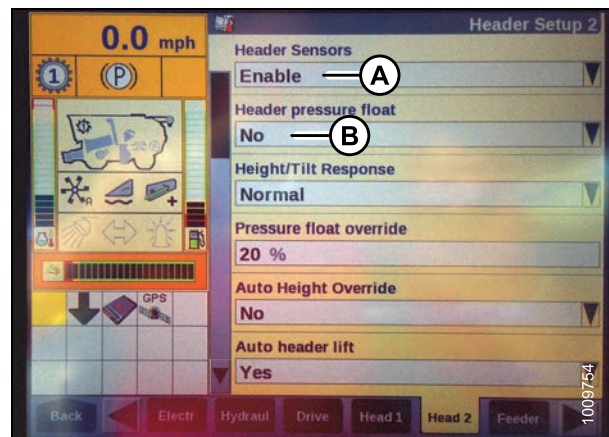 0.0 mph
Header Setup 2
Header Sensors
Enable
A
Header pressure float
No
B
Height/Tilt Response
Normal
Pressure float override
20 %
Auto Height Override
No
Auto header lift
Yes
1
(P)
A
GPS
Back
Electr
Hydraul
Drive
Head 1
Head 2
Feeder
1009754